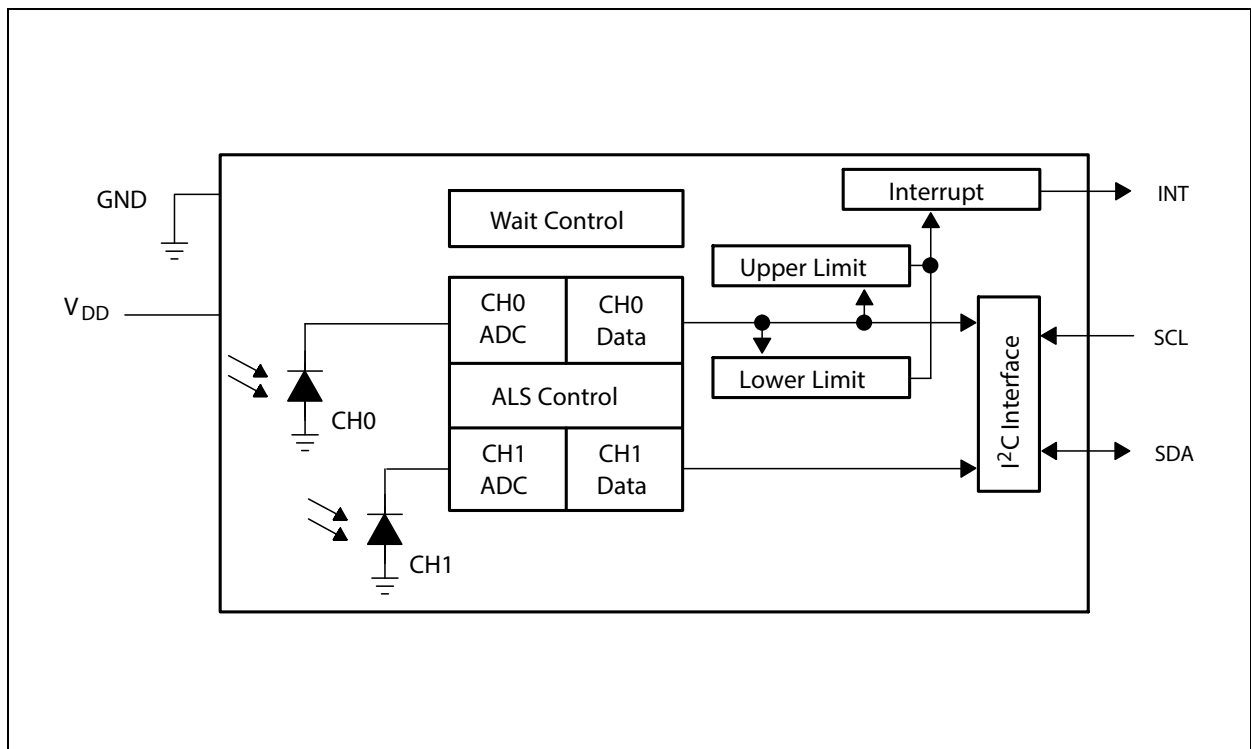 GND
V DD
Wait Control
CH0
ADC
CH0
Data
ALS Control
CH1
ADC
CH1
Data
CH0
CH1
Interrupt
Upper Limit
Lower Limit
I²C Interface
INT
SCL
SDA